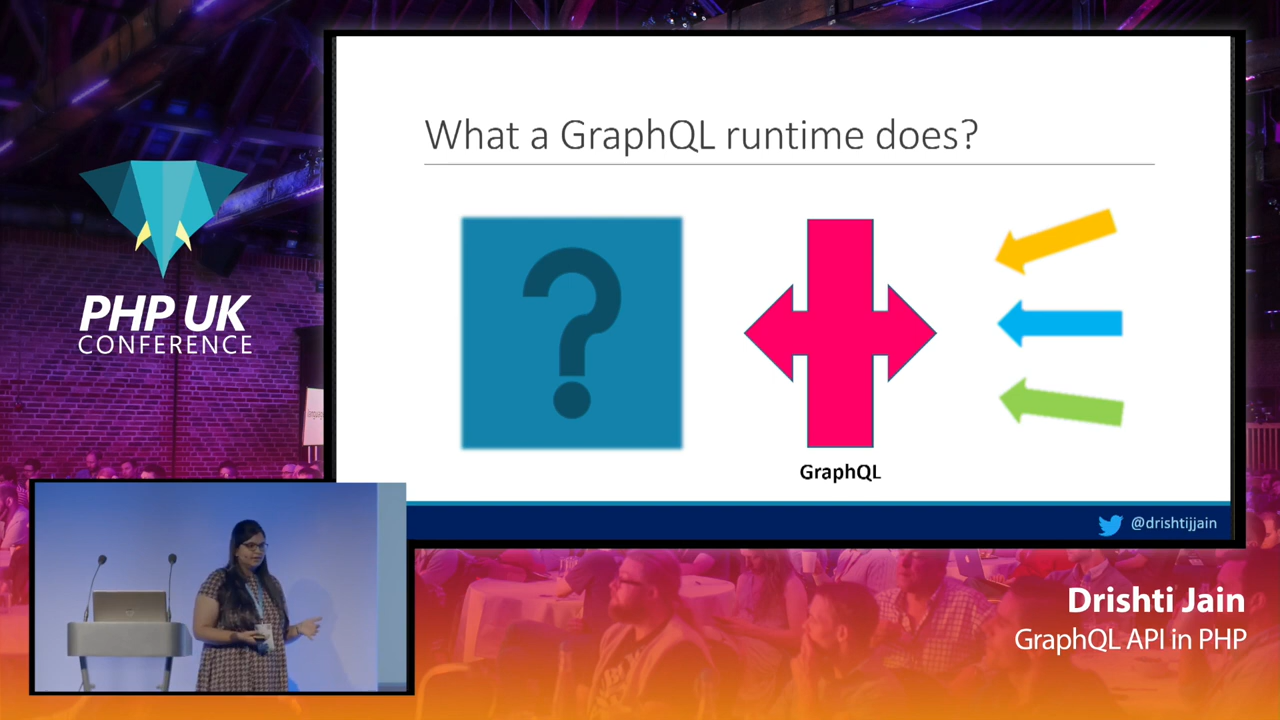 PHP UK
CONFERENCE
What a GraphQL runtime does?
?
GraphQL
@drishtijjain
Drishti Jain
GraphQL API in PHP